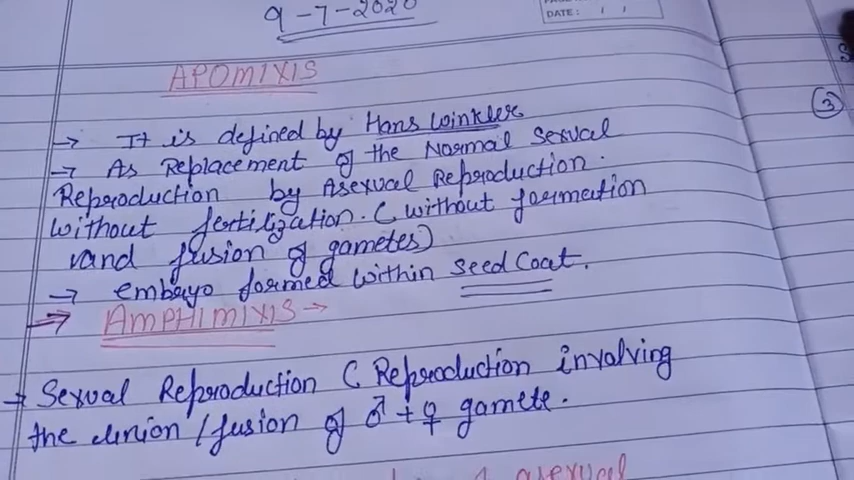 9-7-2020
DATE: / /
APOMIXIS
③
→ It is defined by Hans Winkler
→ As Replacement of the Normal Sexual
Reproduction by Asexual Reproduction.
without fertilization. (without formation
and fusion of gametes)
→ embryo formed within seed Coat.
⇒ AMPHIMIXIS →
→ Sexual Reproduction ( Reproduction involving
the union / fusion of ♂ + ♀ gamete.
asexual